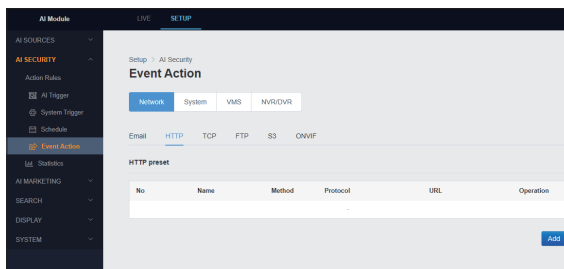 AI Module
LIVE SETUP
AI SOURCES
AI SECURITY
Action Rules
AI Trigger
System Trigger
Schedule
Event Action
Statistics
AI MARKETING
SEARCH
DISPLAY
SYSTEM
Setup > AI Security
Event Action
Network System VMS NVR/DVR
Email HTTP TCP FTP S3 ONVIF
HTTP preset
No Name Method Protocol URL Operation
-
Add